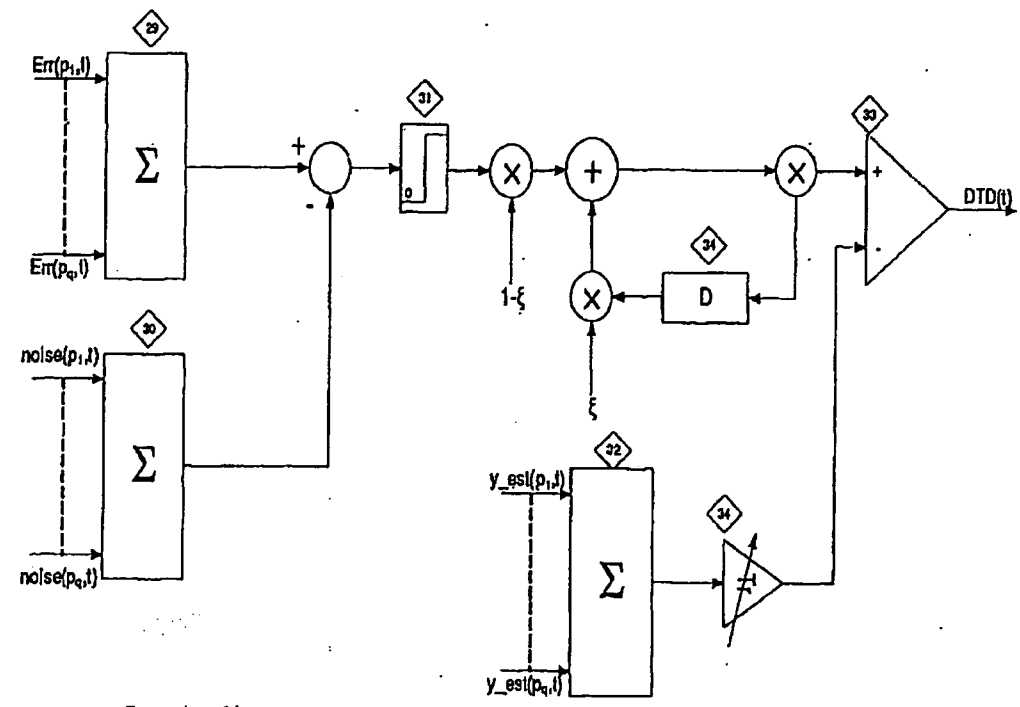 29
Err(p1,t)
Σ
Err(pq,t)
+
-
31
0
X
1-ξ
+
X
33
+
-
DTD(t)
34
D
X
ξ
30
noise(p1,t)
Σ
noise(pq,t)
32
y_est(p1,t)
Σ
y_est(pq,t)
34